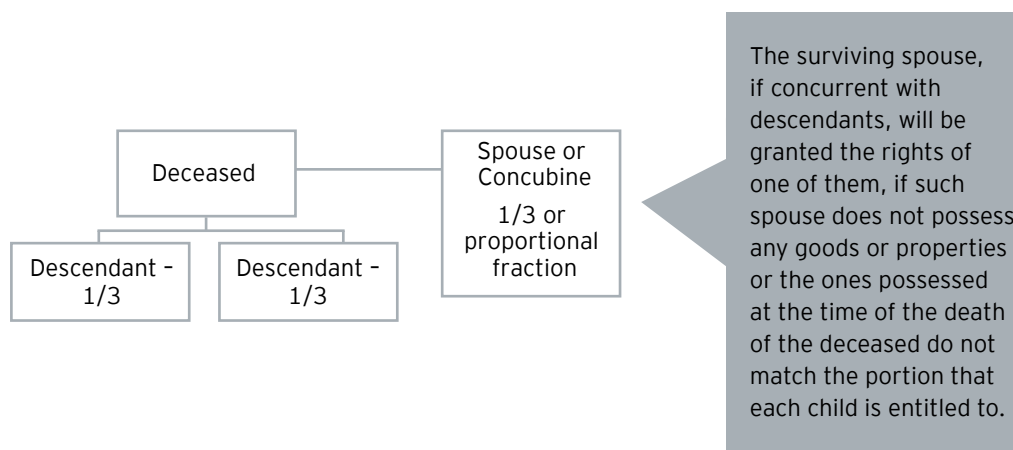 Deceased
Spouse or
Concubine
1/3 or
proportional
fraction
Descendant –
1/3
Descendant –
1/3
The surviving spouse,
if concurrent with
descendants, will be
granted the rights of
one of them, if such
spouse does not possess
any goods or properties
or the ones possessed
at the time of the death
of the deceased do not
match the portion that
each child is entitled to.